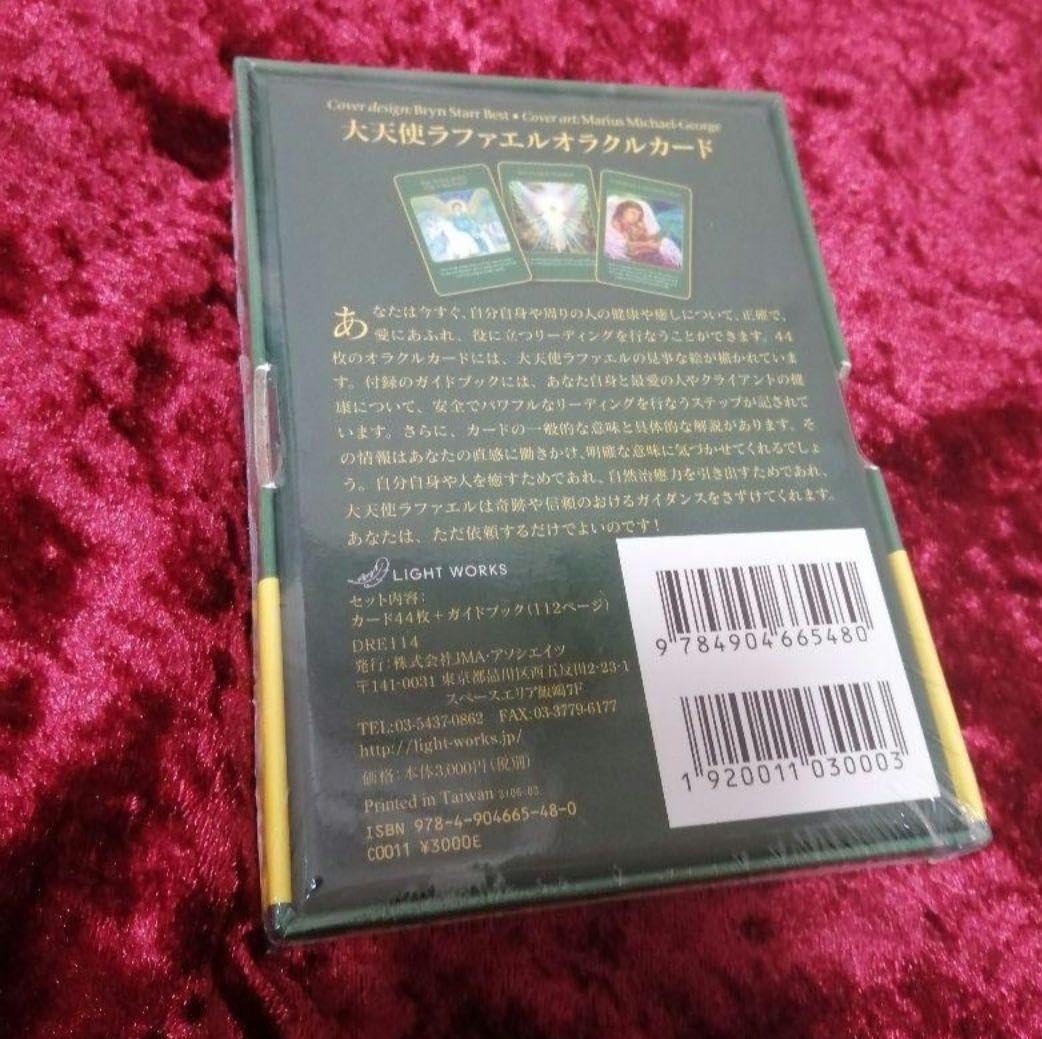 Cover design: Bryn Starr Best • Cover art: Marius Michael-George
大天使ラファエルオラクルカード
あなたは今すぐ、自分自身や周りの人の健康や癒しについて、正確で、
愛にあふれ、役に立つリーディングを行なうことができます。44
枚のオラクルカードには、大天使ラファエルの見事な絵が描かれていま
す。付録のガイドブックには、あなた自身と最愛の人やクライアントの健
康について、安全でパワフルなリーディングを行なうステップが記されて
います。さらに、カードの一般的な意味と具体的な解説があります。そ
の情報はあなたの直感に働きかけ、明確な意味に気づかせてくれるでしょ
う。自分自身や人を癒すためであれ、自然治癒力を引き出すためであれ、
大天使ラファエルは奇跡や信頼のおけるガイダンスをさずけてくれます。
あなたは、ただ依頼するだけでよいのです！
LIGHT WORKS
セット内容：
カード44枚＋ガイドブック（112ページ）
DRE114
発行：株式会社JMA・アソシエイツ
〒141-0031 東京都品川区西五反田2-23-1
スペースエリア飯嶋7F
TEL:03-5437-0862 FAX:03-3779-6177
http://light-works.jp/
価格：本体3,000円（税別）
Printed in Taiwan
ISBN 978-4-904665-48-0
C0011 ¥3000E
9784904665480
1920011030003